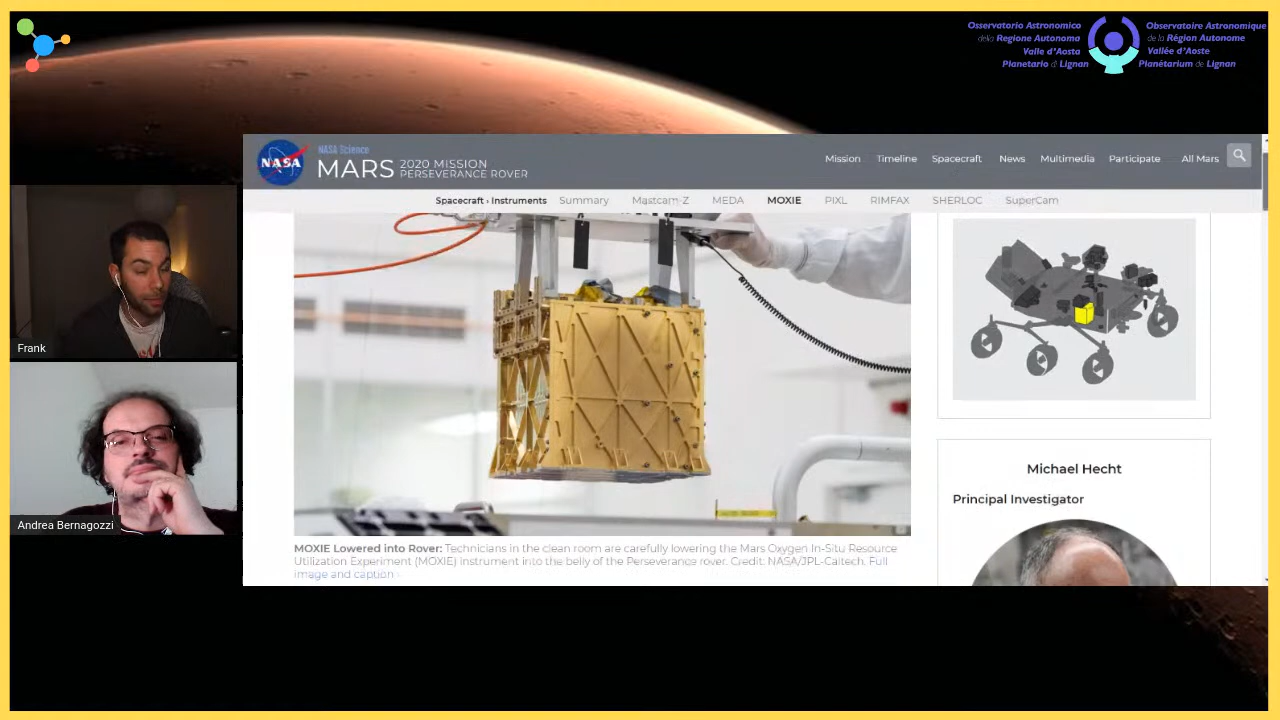 Osservatorio Astronomico
della Regione Autonoma
Valle d'Aosta
Planetario di Lignan
Observatoire Astronomique
de la Région Autonome
Vallée d'Aoste
Planétarium de Lignan
NASA
NASA Science
MARS 2020 MISSION
PERSEVERANCE ROVER
Mission Timeline Spacecraft News Multimedia Participate All Mars
Spacecraft › Instruments Summary Mastcam-Z MEDA MOXIE PIXL RIMFAX SHERLOC SuperCam
Frank
Andrea Bernagozzi
MOXIE Lowered into Rover: Technicians in the clean room are carefully lowering the Mars Oxygen In-Situ Resource
Utilization Experiment (MOXIE) instrument into the belly of the Perseverance rover. Credit: NASA/JPL-Caltech. Full
image and caption ›
Michael Hecht
Principal Investigator